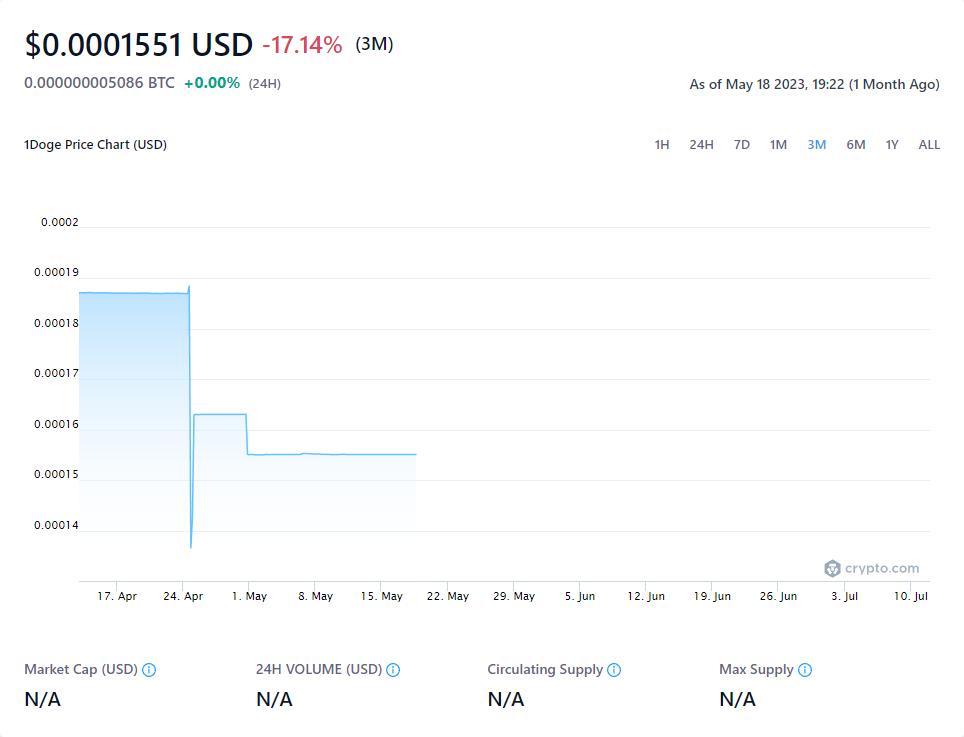 $0.0001551 USD -17.14% (3M)
0.000000005086 BTC +0.00% (24H)
As of May 18 2023, 19:22 (1 Month Ago)
1Doge Price Chart (USD)
1H 24H 7D 1M 3M 6M 1Y ALL
0.0002
0.00019
0.00018
0.00017
0.00016
0.00015
0.00014
crypto.com
17. Apr 24. Apr 1. May 8. May 15. May 22. May 29. May 5. Jun 12. Jun 19. Jun 26. Jun 3. Jul 10. Jul
Market Cap (USD) 24H VOLUME (USD) Circulating Supply Max Supply
N/A N/A N/A N/A